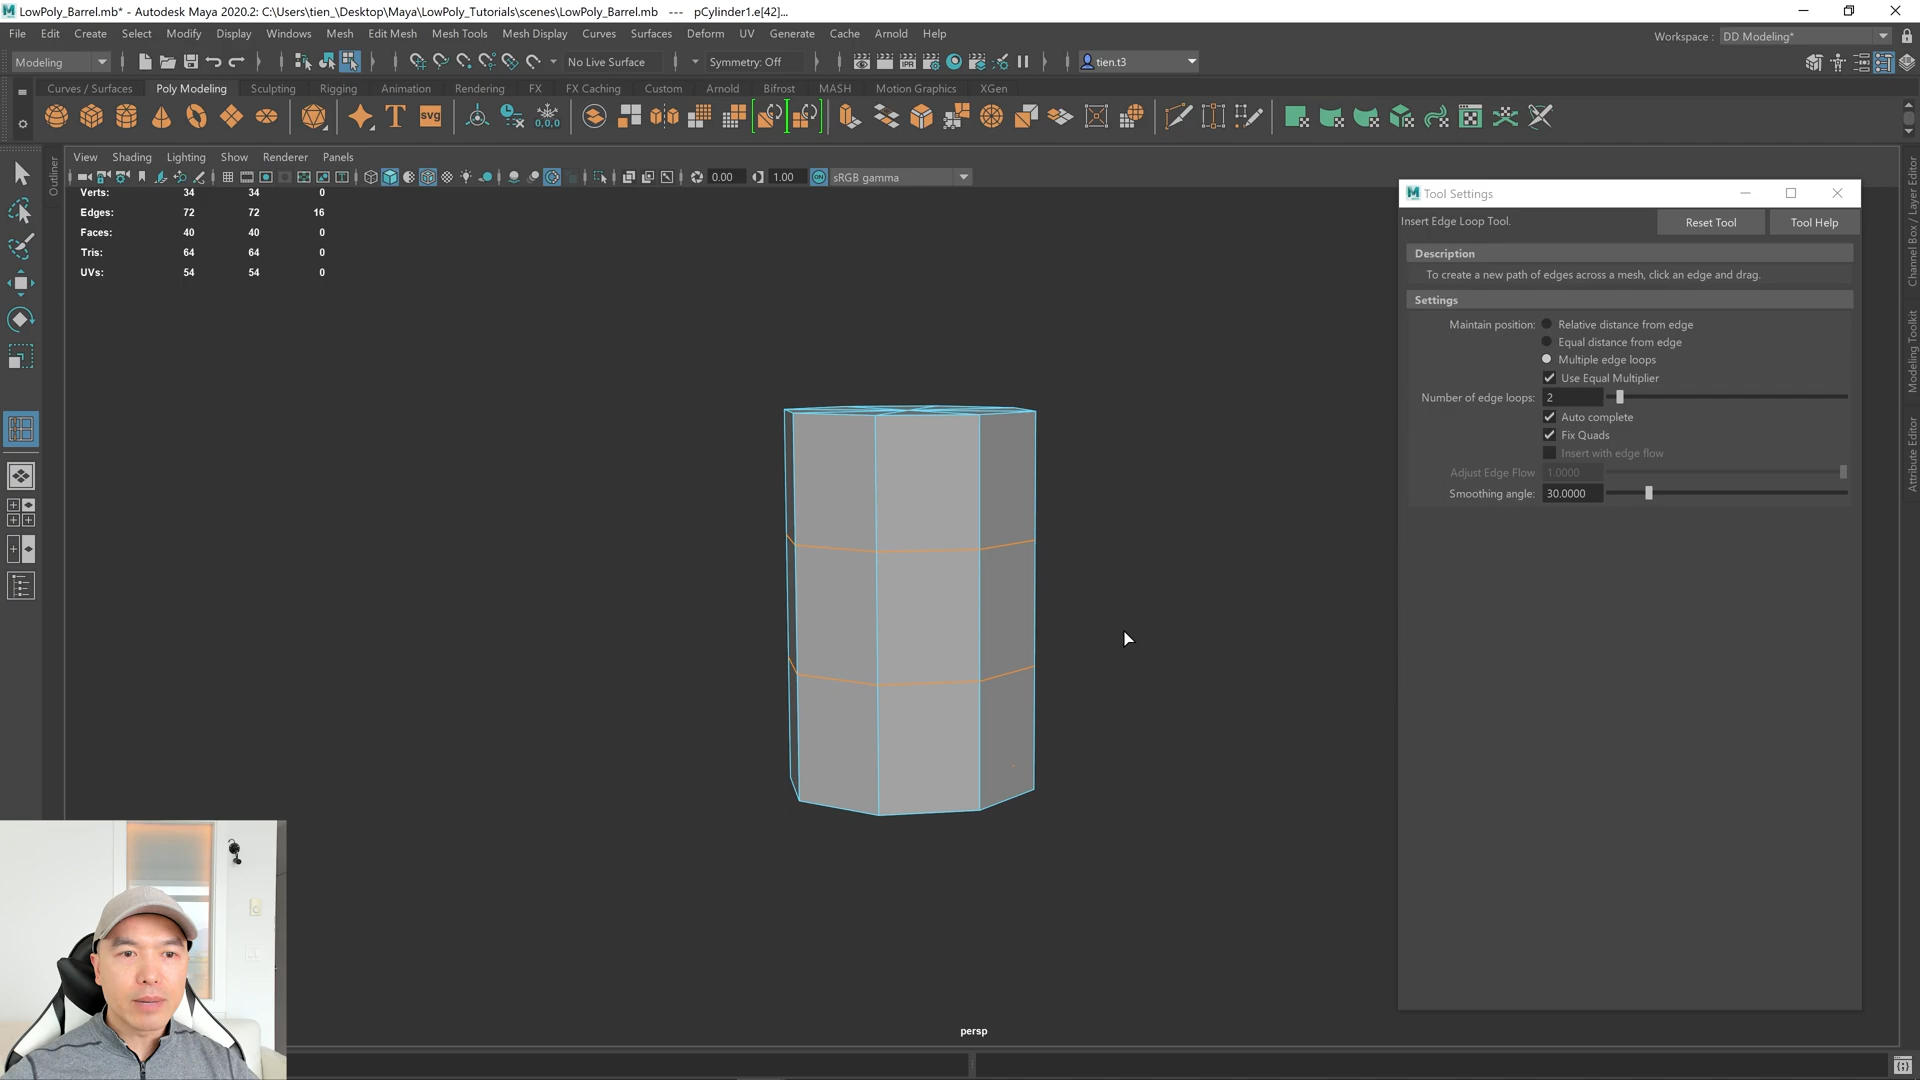 LowPoly_Barrel.mb* - Autodesk Maya 2020.2: C:\Users\tien_\Desktop\Maya\LowPoly_Tutorials\scenes\LowPoly_Barrel.mb --- pCylinder1.e[42]...
File Edit Create Select Modify Display Windows Mesh Edit Mesh Mesh Tools Mesh Display Curves Surfaces Deform UV Generate Cache Arnold Help
Workspace : DD Modeling*
Modeling No Live Surface Symmetry: Off tien.t3
Curves / Surfaces Poly Modeling Sculpting Rigging Animation Rendering FX FX Caching Custom Arnold Bifrost MASH Motion Graphics XGen
T svg 0,0,0
View Shading Lighting Show Renderer Panels
0.00 1.00 ON sRGB gamma
Outliner
Verts: 34 34 0
Edges: 72 72 16
Faces: 40 40 0
Tris: 64 64 0
UVs: 54 54 0
Tool Settings
Insert Edge Loop Tool.
Reset Tool Tool Help
Description
To create a new path of edges across a mesh, click an edge and drag.
Settings
Maintain position: Relative distance from edge
Equal distance from edge
Multiple edge loops
Use Equal Multiplier
Number of edge loops: 2
Auto complete
Fix Quads
Insert with edge flow
Adjust Edge Flow 1.0000
Smoothing angle: 30.0000
Channel Box / Layer Editor
Modeling Toolkit
Attribute Editor
persp